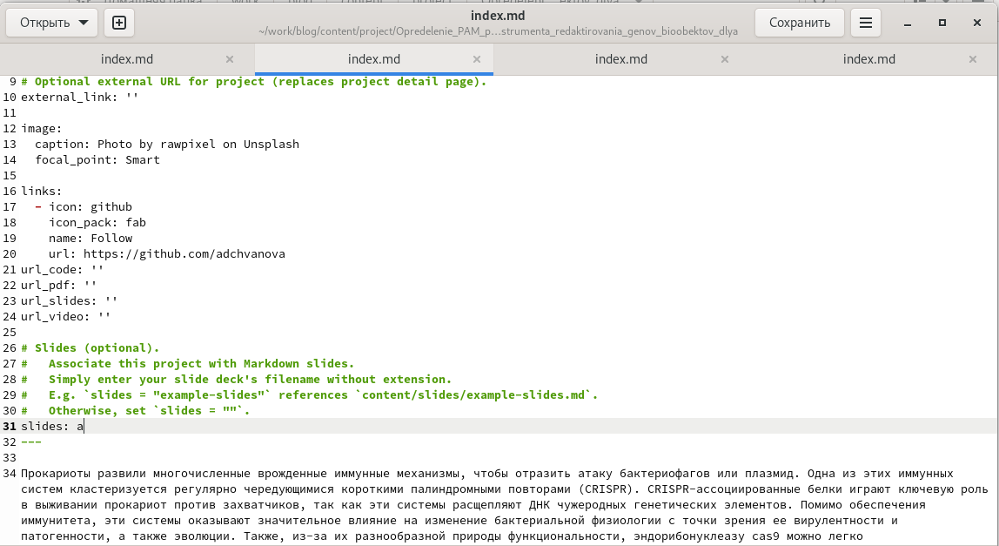 index.md
Открыть
~/work/blog/content/project/Opredelenie_PAM_p…strumenta_redaktirovania_genov_bioobektov_dlya
Сохранить
index.md × index.md × index.md × index.md ×
9 # Optional external URL for project (replaces project detail page).
10 external_link: ''
11
12 image:
13   caption: Photo by rawpixel on Unsplash
14   focal_point: Smart
15
16 links:
17   - icon: github
18     icon_pack: fab
19     name: Follow
20     url: https://github.com/adchvanova
21 url_code: ''
22 url_pdf: ''
23 url_slides: ''
24 url_video: ''
25
26 # Slides (optional).
27 #   Associate this project with Markdown slides.
28 #   Simply enter your slide deck's filename without extension.
29 #   E.g. `slides = "example-slides"` references `content/slides/example-slides.md`.
30 #   Otherwise, set `slides = ""`.
31 slides: a
32 ---
33
34 Прокариоты развили многочисленные врожденные иммунные механизмы, чтобы отразить атаку бактериофагов или плазмид. Одна из этих иммунных
систем кластеризуется регулярно чередующимися короткими палиндромными повторами (CRISPR). CRISPR-ассоциированные белки играют ключевую роль
в выживании прокариот против захватчиков, так как эти системы расщепляют ДНК чужеродных генетических элементов. Помимо обеспечения
иммунитета, эти системы оказывают значительное влияние на изменение бактериальной физиологии с точки зрения ее вирулентности и
патогенности, а также эволюции. Также, из-за их разнообразной природы функциональности, эндорибонуклеазу cas9 можно легко